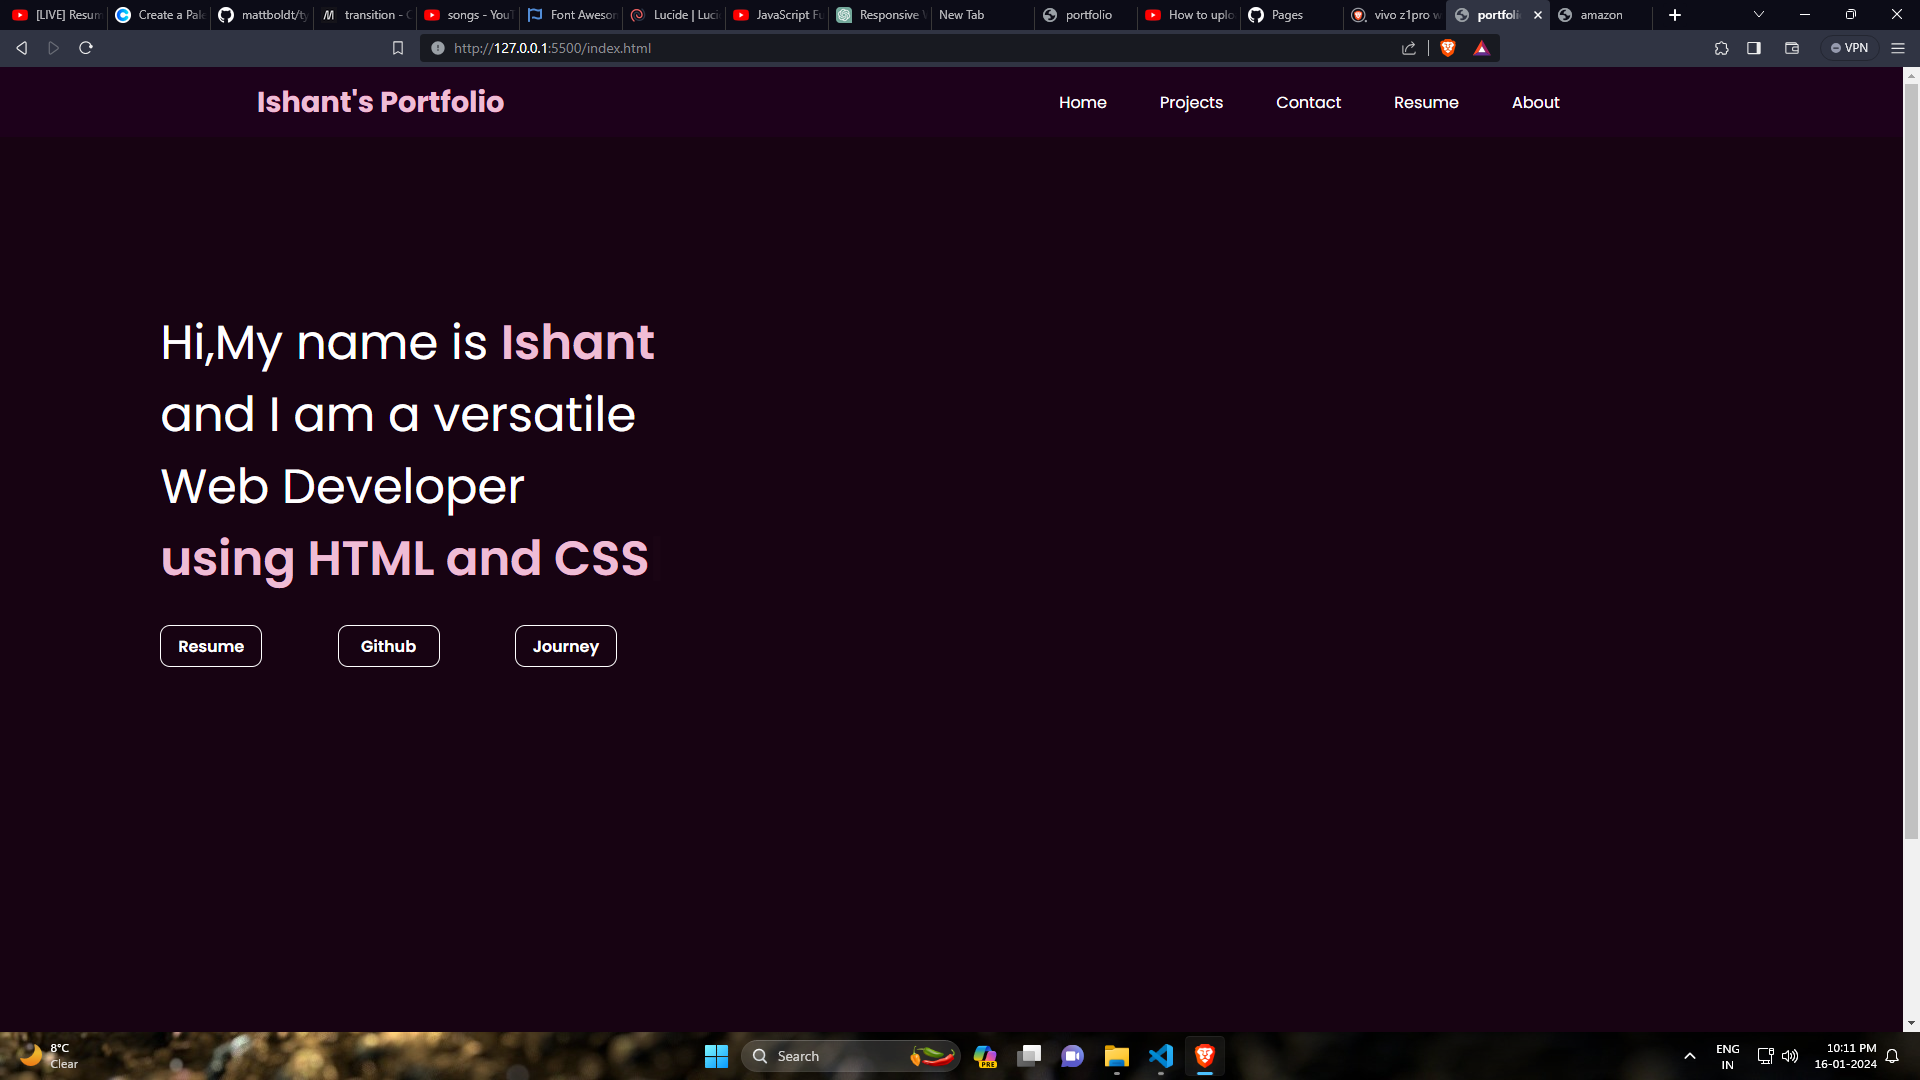 [LIVE] Resum
Create a Pale
mattboldt/ty
transition - C
songs - YouT
Font Awesom
Lucide | Luci
JavaScript Fu
Responsive W
New Tab
portfolio
How to uplo
Pages
vivo z1pro w
portfoli
amazon
http://127.0.0.1:5500/index.html
VPN
Ishant's Portfolio
Home
Projects
Contact
Resume
About
Hi,My name is Ishant
and I am a versatile
Web Developer
using HTML and CSS
Resume
Github
Journey
8°C
Clear
Search
PRE
ENG
IN
10:11 PM
16-01-2024